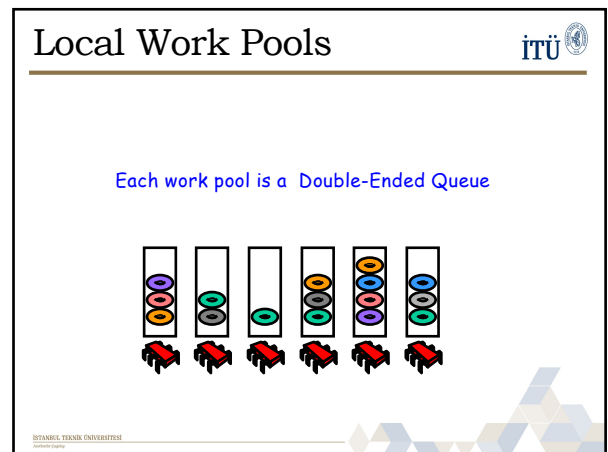 Local Work Pools
İTÜ
Each work pool is a Double-Ended Queue
İSTANBUL TEKNİK ÜNİVERSİTESİ